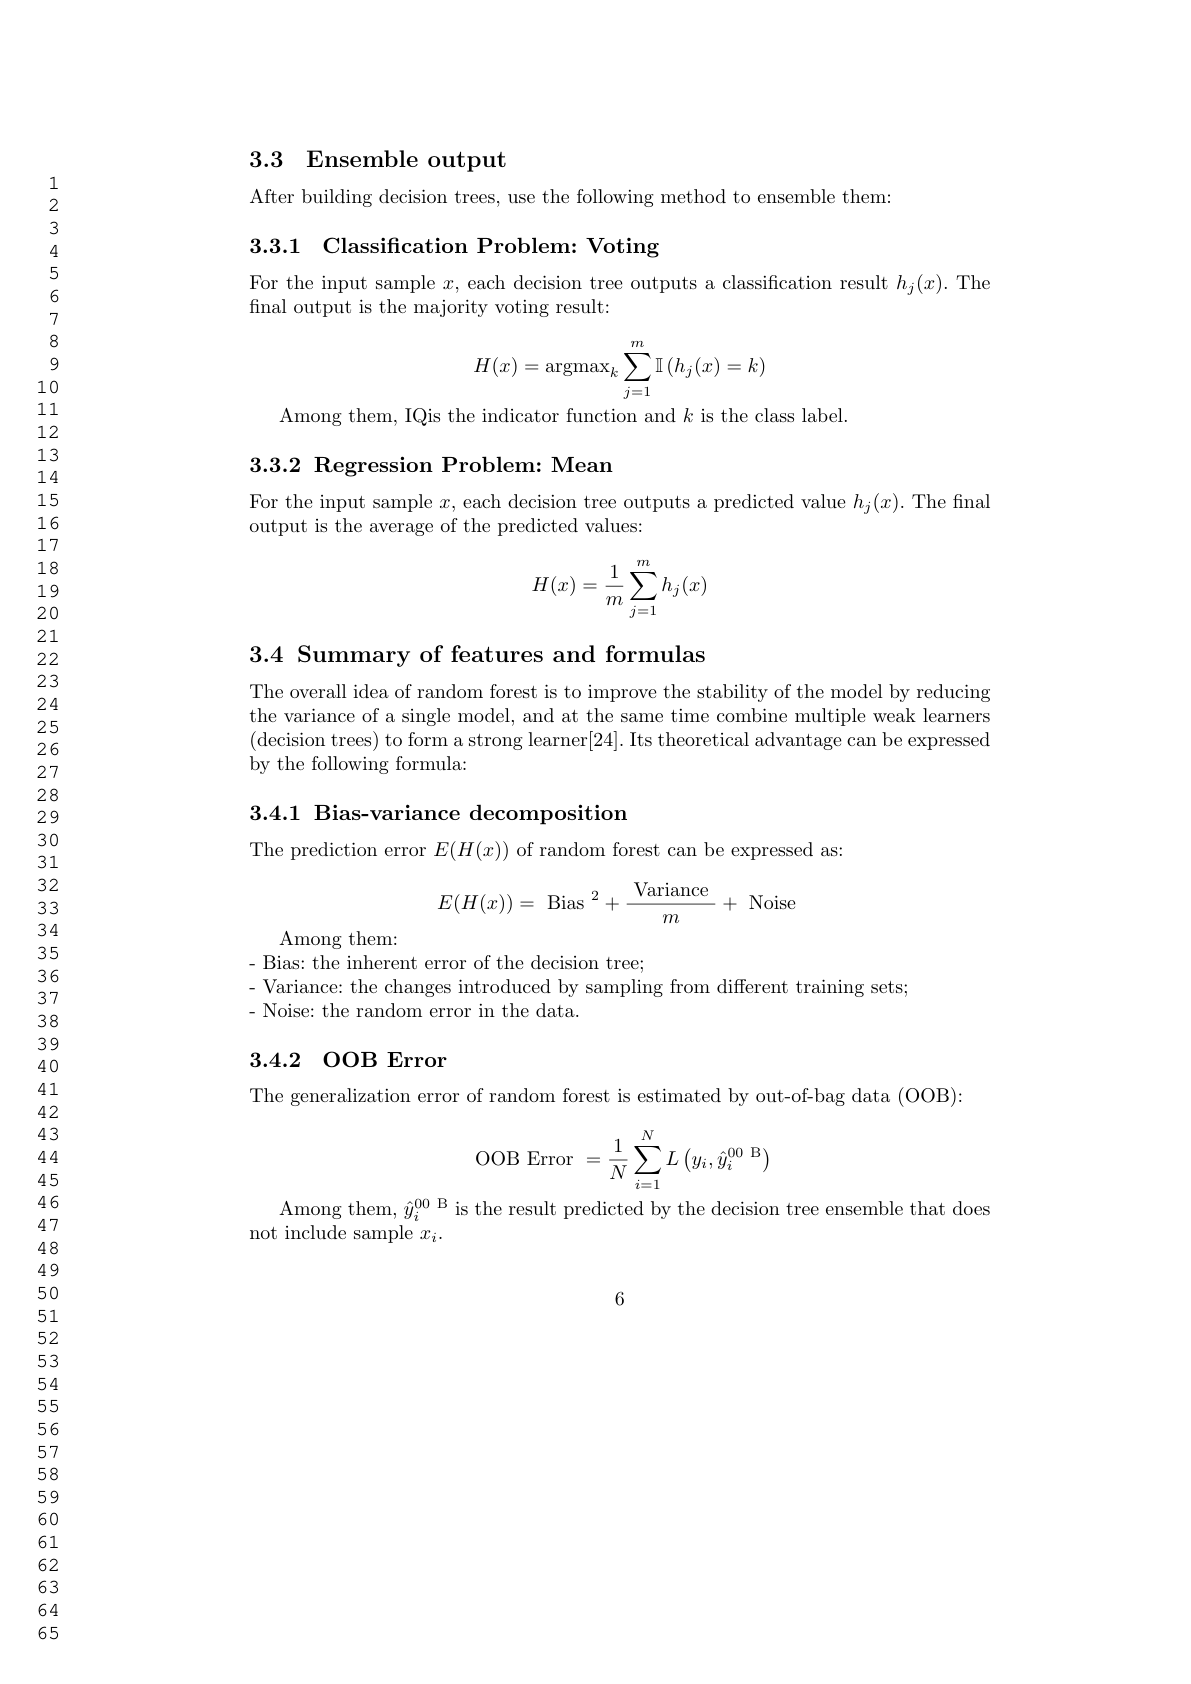 3.3 Ensemble output
After building decision trees, use the following method to ensemble them:
3.3.1 Classification Problem: Voting
For the input sample x, each decision tree outputs a classification result h_j(x). The
final output is the majority voting result:
H(x) = argmax_k ∑_{j=1}^{m} 𝕀 (h_j(x) = k)
Among them, IQis the indicator function and k is the class label.
3.3.2 Regression Problem: Mean
For the input sample x, each decision tree outputs a predicted value h_j(x). The final
output is the average of the predicted values:
H(x) = \frac{1}{m} ∑_{j=1}^{m} h_j(x)
3.4 Summary of features and formulas
The overall idea of random forest is to improve the stability of the model by reducing
the variance of a single model, and at the same time combine multiple weak learners
(decision trees) to form a strong learner[24]. Its theoretical advantage can be expressed
by the following formula:
3.4.1 Bias-variance decomposition
The prediction error E(H(x)) of random forest can be expressed as:
E(H(x)) = Bias ^2 + \frac{Variance}{m} + Noise
Among them:
- Bias: the inherent error of the decision tree;
- Variance: the changes introduced by sampling from different training sets;
- Noise: the random error in the data.
3.4.2 OOB Error
The generalization error of random forest is estimated by out-of-bag data (OOB):
OOB Error = \frac{1}{N} ∑_{i=1}^{N} L (y_i, ŷ_i^{00 B})
Among them, ŷ_i^{00 B} is the result predicted by the decision tree ensemble that does
not include sample x_i.
6
1
2
3
4
5
6
7
8
9
10
11
12
13
14
15
16
17
18
19
20
21
22
23
24
25
26
27
28
29
30
31
32
33
34
35
36
37
38
39
40
41
42
43
44
45
46
47
48
49
50
51
52
53
54
55
56
57
58
59
60
61
62
63
64
65